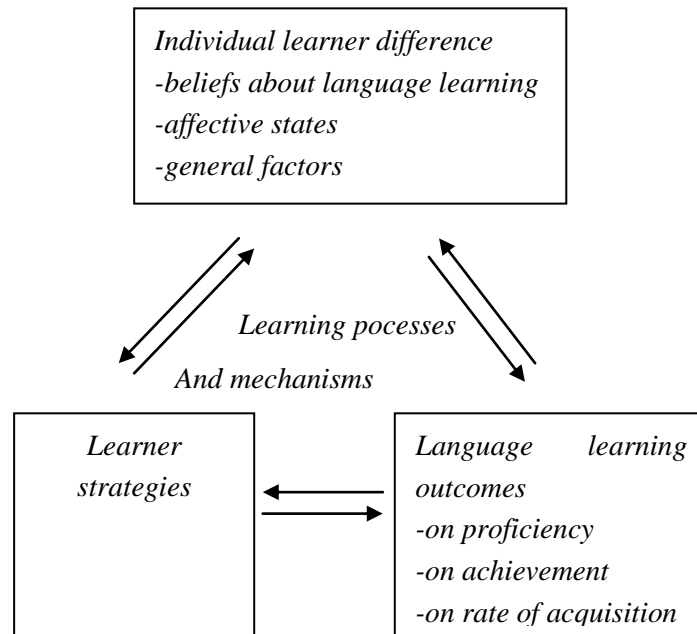 Individual learner difference
-beliefs about language learning
-affective states
-general factors
Learning pocesses
And mechanisms
Learner
strategies
Language learning
outcomes
-on proficiency
-on achievement
-on rate of acquisition